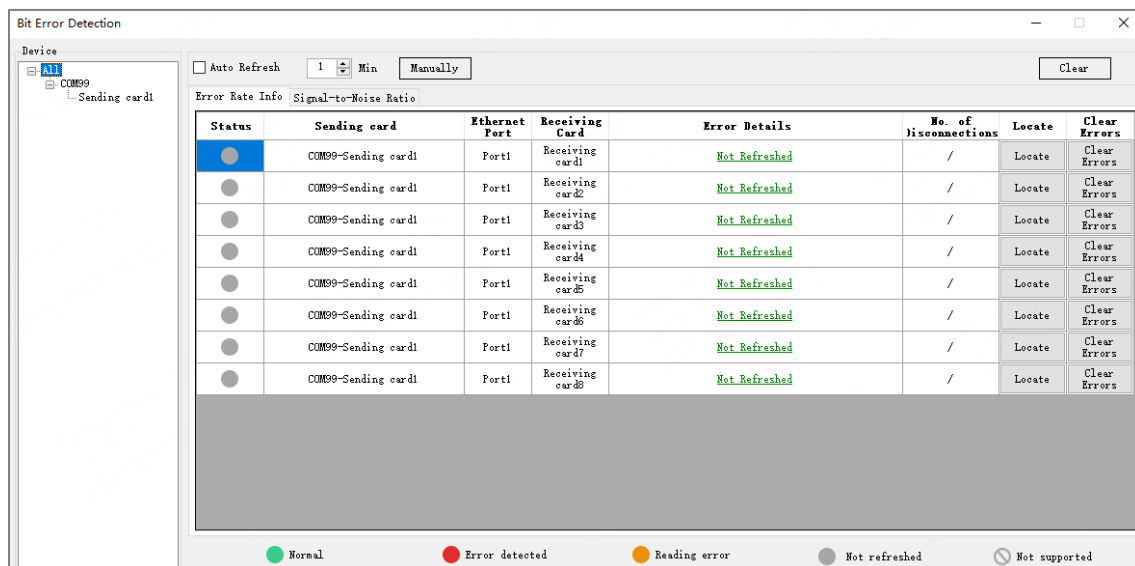 Bit Error Detection
Device
All
COM99
Sending card1
Auto Refresh 1 Min Manually Clear
Error Rate Info Signal-to-Noise Ratio
Status Sending card Ethernet Port Receiving Card Error Details No. of Disconnections Locate Clear Errors
COM99-Sending card1 Port1 Receiving card1 Not Refreshed / Locate Clear Errors
COM99-Sending card1 Port1 Receiving card2 Not Refreshed / Locate Clear Errors
COM99-Sending card1 Port1 Receiving card3 Not Refreshed / Locate Clear Errors
COM99-Sending card1 Port1 Receiving card4 Not Refreshed / Locate Clear Errors
COM99-Sending card1 Port1 Receiving card5 Not Refreshed / Locate Clear Errors
COM99-Sending card1 Port1 Receiving card6 Not Refreshed / Locate Clear Errors
COM99-Sending card1 Port1 Receiving card7 Not Refreshed / Locate Clear Errors
COM99-Sending card1 Port1 Receiving card8 Not Refreshed / Locate Clear Errors
Normal Error detected Reading error Not refreshed Not supported